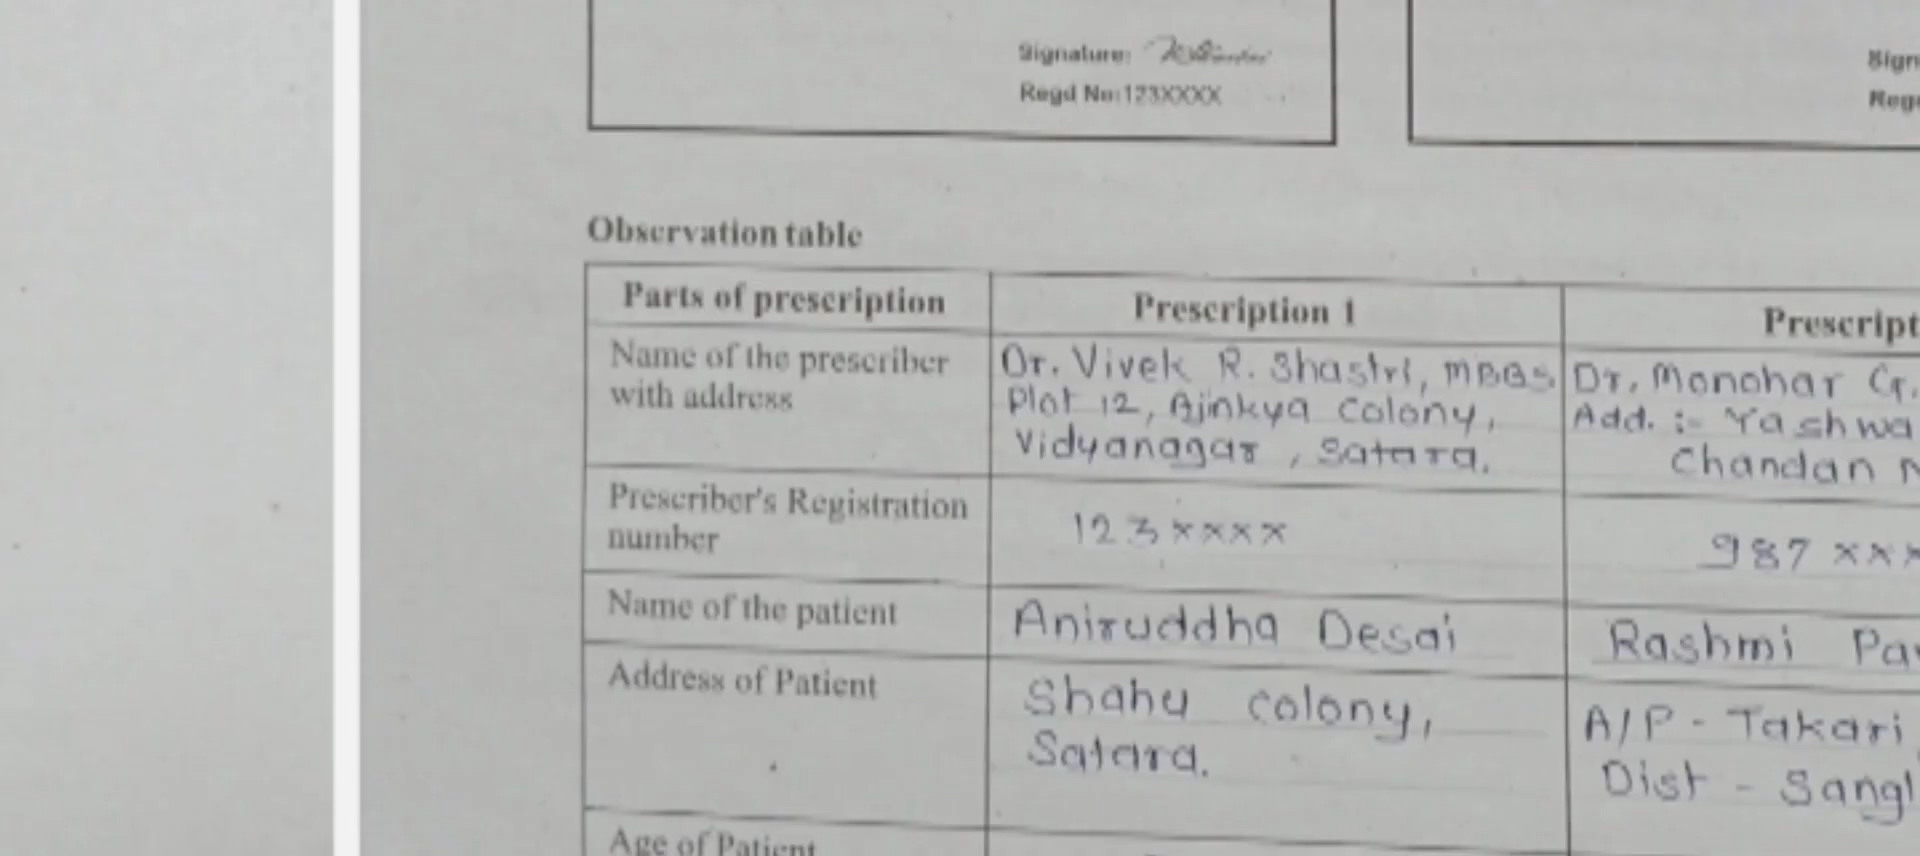 Signature:
Regd No:123XXXX
Sign
Reg
Observation table
Parts of prescription
Prescription 1
Prescript
Name of the prescriber
with address
Dr. Vivek R. Shastri, MBBS
Plot 12, Ajinkya Colony,
Vidyanagar, Satara.
Dr. Manohar G.
Add. :- Yashwa
Chandan N
Prescriber's Registration
number
123xxxx
987 xxx
Name of the patient
Aniruddha Desai
Rashmi Pa
Address of Patient
Shahu colony,
Satara.
A/P - Takari
Dist - Sangl
Age of Patient